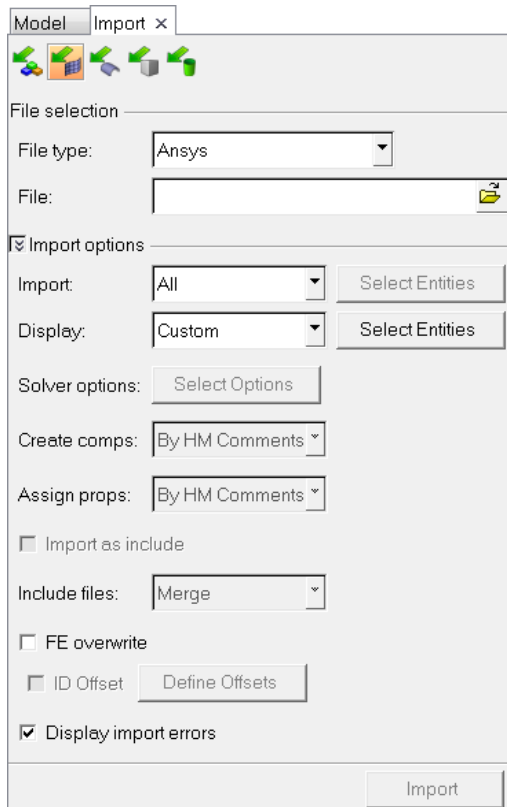 Model Import ×
File selection
File type: Ansys
File:
Import options
Import: All Select Entities
Display: Custom Select Entities
Solver options: Select Options
Create comps: By HM Comments
Assign props: By HM Comments
Import as include
Include files: Merge
FE overwrite
ID Offset Define Offsets
Display import errors
Import